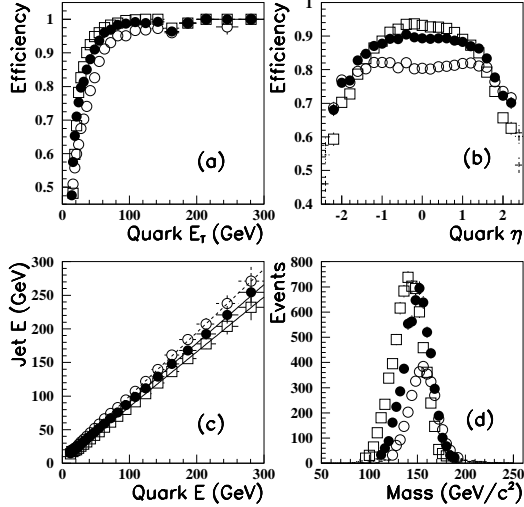 Efficiency
1
0.9
0.8
0.7
0.6
0.5
(a)
0 100 200 300
Quark E_T (GeV)
Efficiency
1
0.9
0.8
0.7
0.6
0.5
0.4
(b)
-2 -1 0 1 2
Quark η
Jet E (GeV)
300
250
200
150
100
50
0
(c)
0 100 200 300
Quark E (GeV)
Events
800
700
600
500
400
300
200
100
0
(d)
50 100 150 200 250
Mass (GeV/c²)